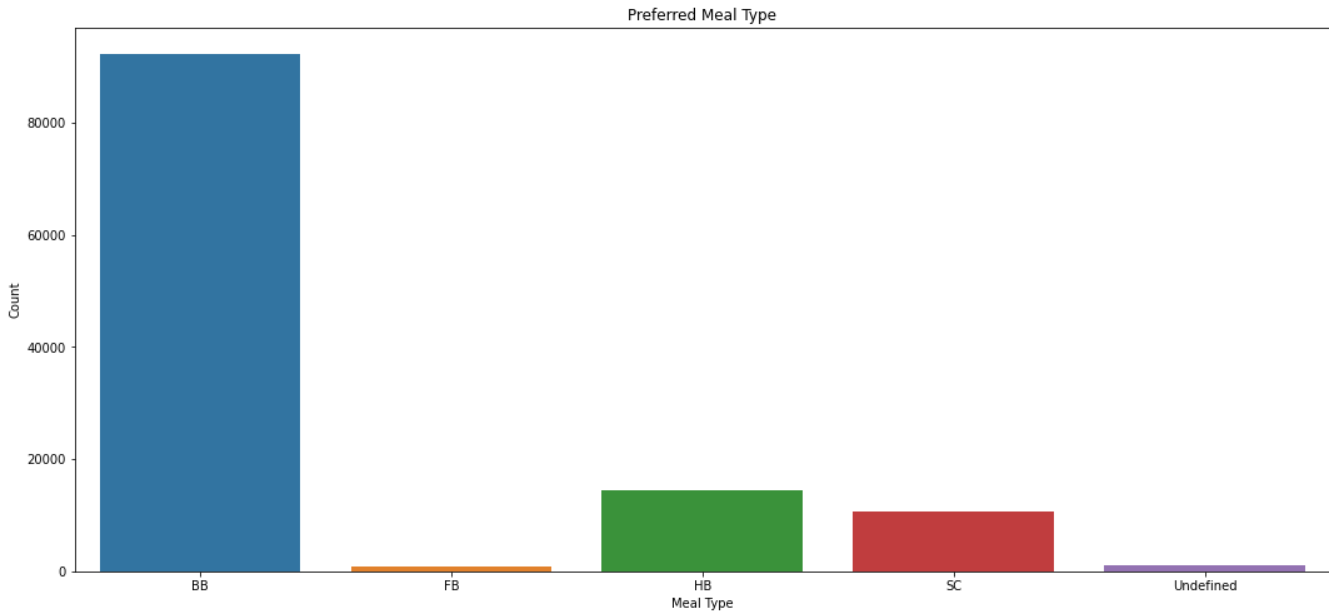 Preferred Meal Type
Count
80000
60000
40000
20000
0
BB FB HB SC Undefined
Meal Type